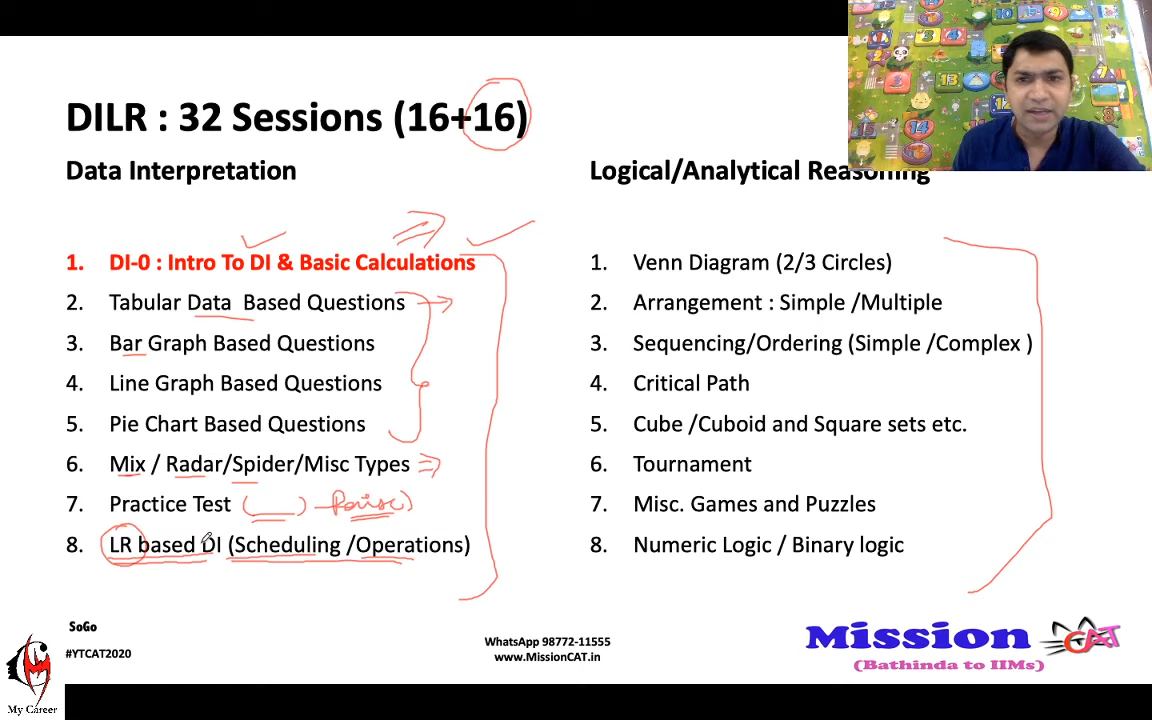 DILR : 32 Sessions (16+16)
Data Interpretation
1. DI-0 : Intro To DI & Basic Calculations
2. Tabular Data Based Questions
3. Bar Graph Based Questions
4. Line Graph Based Questions
5. Pie Chart Based Questions
6. Mix / Radar/Spider/Misc Types
7. Practice Test
8. LR based DI (Scheduling /Operations)
Logical/Analytical Reasoning
1. Venn Diagram (2/3 Circles)
2. Arrangement : Simple /Multiple
3. Sequencing/Ordering (Simple /Complex )
4. Critical Path
5. Cube /Cuboid and Square sets etc.
6. Tournament
7. Misc. Games and Puzzles
8. Numeric Logic / Binary logic
SoGo
#YTCAT2020
My Career
WhatsApp 98772-11555
www.MissionCAT.in
Mission CAT
(Bathinda to IIMs)